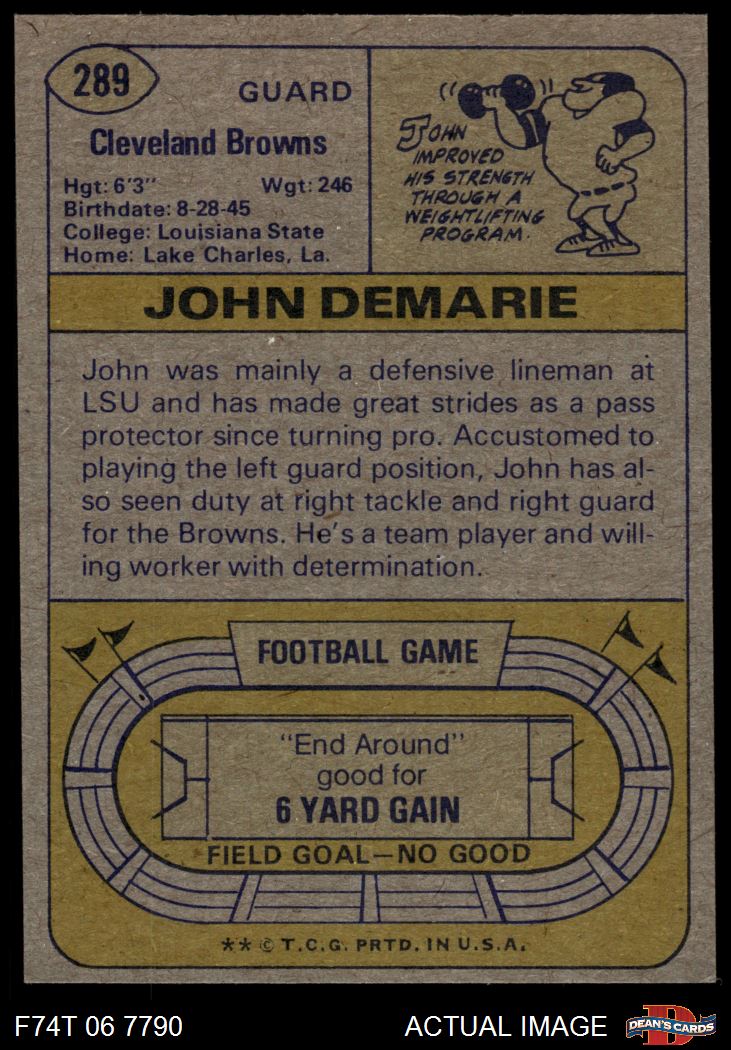 289
GUARD
Cleveland Browns
Hgt: 6'3" Wgt: 246
Birthdate: 8-28-45
College: Louisiana State
Home: Lake Charles, La.
JOHN
IMPROVED
HIS STRENGTH
THROUGH A
WEIGHTLIFTING
PROGRAM.
JOHN DEMARIE
John was mainly a defensive lineman at
LSU and has made great strides as a pass
protector since turning pro. Accustomed to
playing the left guard position, John has al-
so seen duty at right tackle and right guard
for the Browns. He's a team player and will-
ing worker with determination.
FOOTBALL GAME
"End Around"
good for
6 YARD GAIN
FIELD GOAL—NO GOOD
** © T.C.G. PRTD. IN U.S.A.
F74T 06 7790 ACTUAL IMAGE
D
DEAN'S CARDS